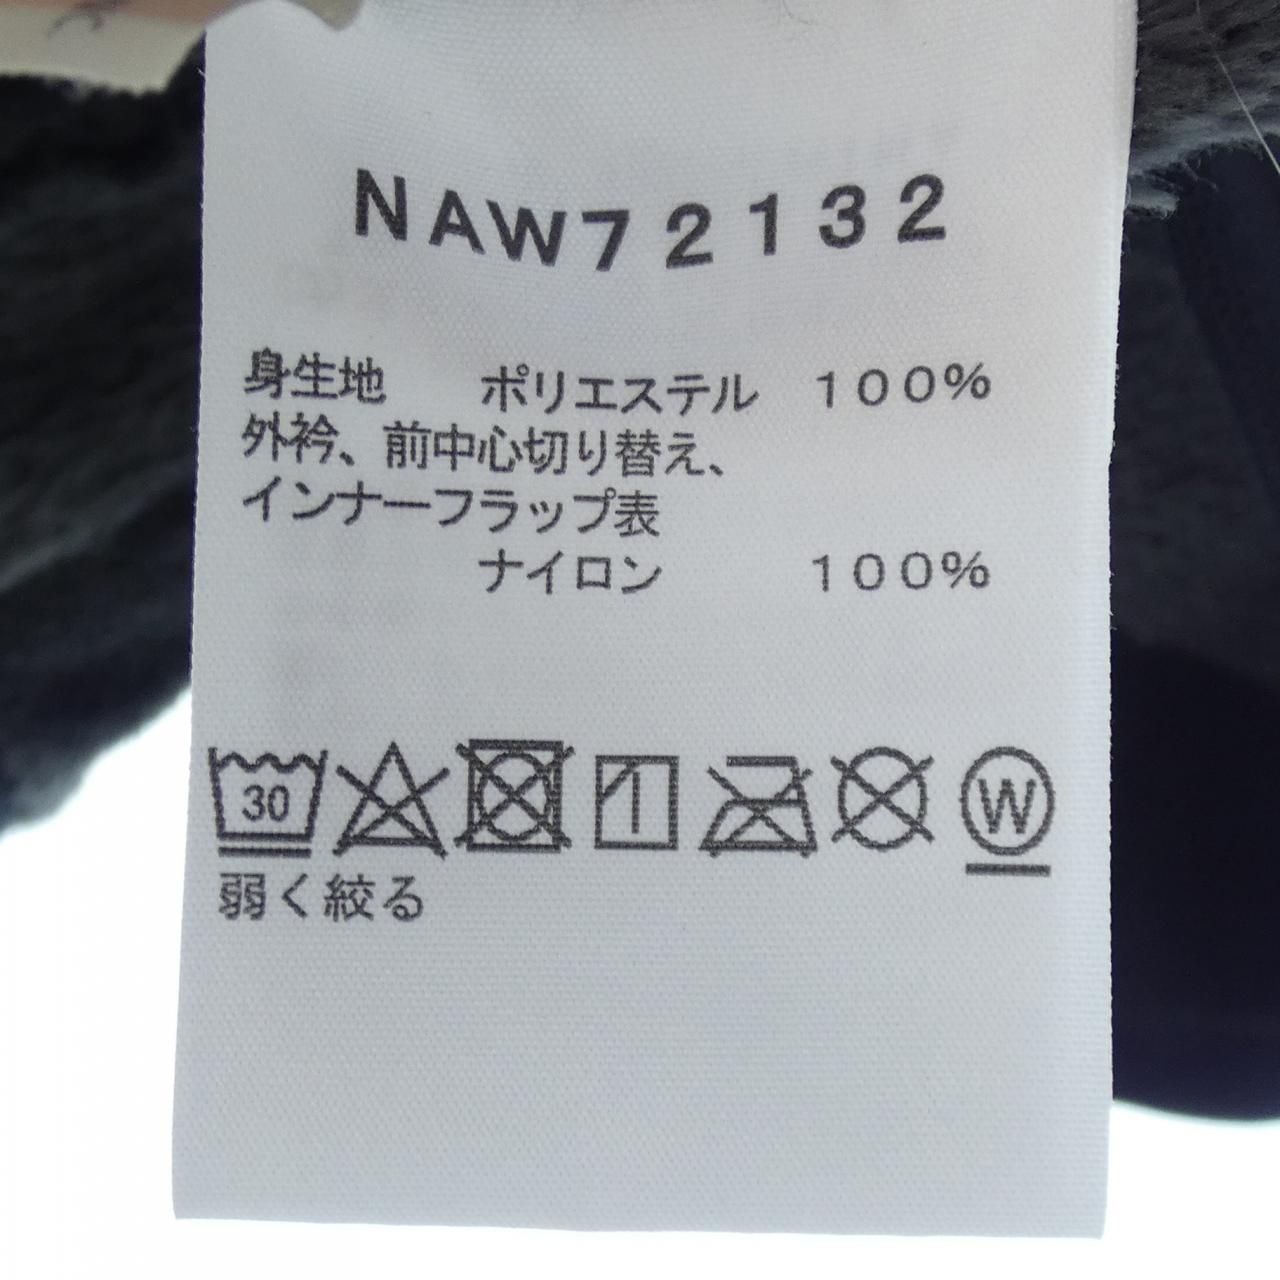 NAW72132
身生地 ポリエステル 100%
外衿、前中心切り替え、
インナーフラップ表
ナイロン 100%
30
W
弱く絞る